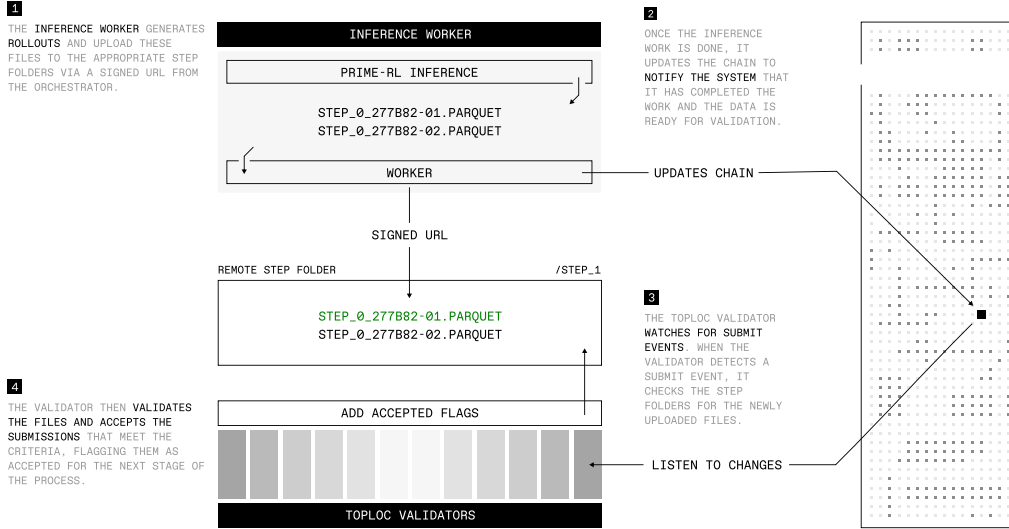 1
THE INFERENCE WORKER GENERATES
ROLLOUTS AND UPLOAD THESE
FILES TO THE APPROPRIATE STEP
FOLDERS VIA A SIGNED URL FROM
THE ORCHESTRATOR.
INFERENCE WORKER
PRIME-RL INFERENCE
STEP_0_277B82-01.PARQUET
STEP_0_277B82-02.PARQUET
WORKER
2
ONCE THE INFERENCE
WORK IS DONE, IT
UPDATES THE CHAIN TO
NOTIFY THE SYSTEM THAT
IT HAS COMPLETED THE
WORK AND THE DATA IS
READY FOR VALIDATION.
UPDATES CHAIN
SIGNED URL
REMOTE STEP FOLDER
/STEP_1
STEP_0_277B82-01.PARQUET
STEP_0_277B82-02.PARQUET
3
THE TOPLOC VALIDATOR
WATCHES FOR SUBMIT
EVENTS. WHEN THE
VALIDATOR DETECTS A
SUBMIT EVENT, IT
CHECKS THE STEP
FOLDERS FOR THE NEWLY
UPLOADED FILES.
4
THE VALIDATOR THEN VALIDATES
THE FILES AND ACCEPTS THE
SUBMISSIONS THAT MEET THE
CRITERIA, FLAGGING THEM AS
ACCEPTED FOR THE NEXT STAGE OF
THE PROCESS.
ADD ACCEPTED FLAGS
LISTEN TO CHANGES
TOPLOC VALIDATORS